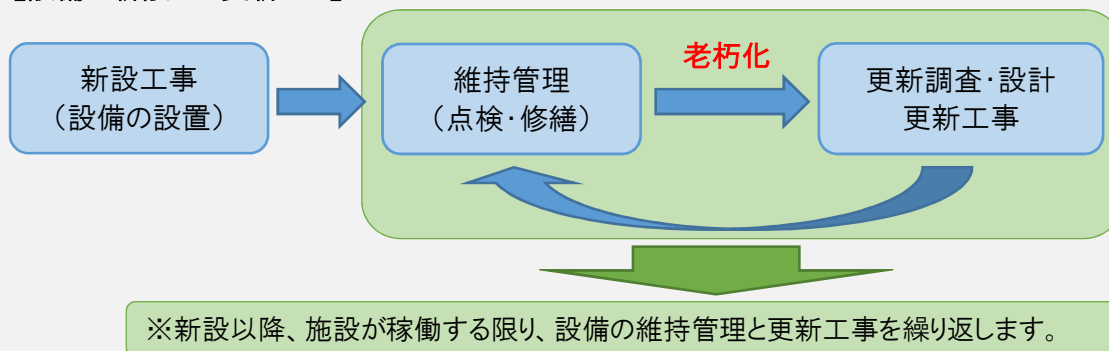 新設工事
(設備の設置)
維持管理
(点検・修繕)
老朽化
更新調査・設計
更新工事
※新設以降、施設が稼働する限り、設備の維持管理と更新工事を繰り返します。